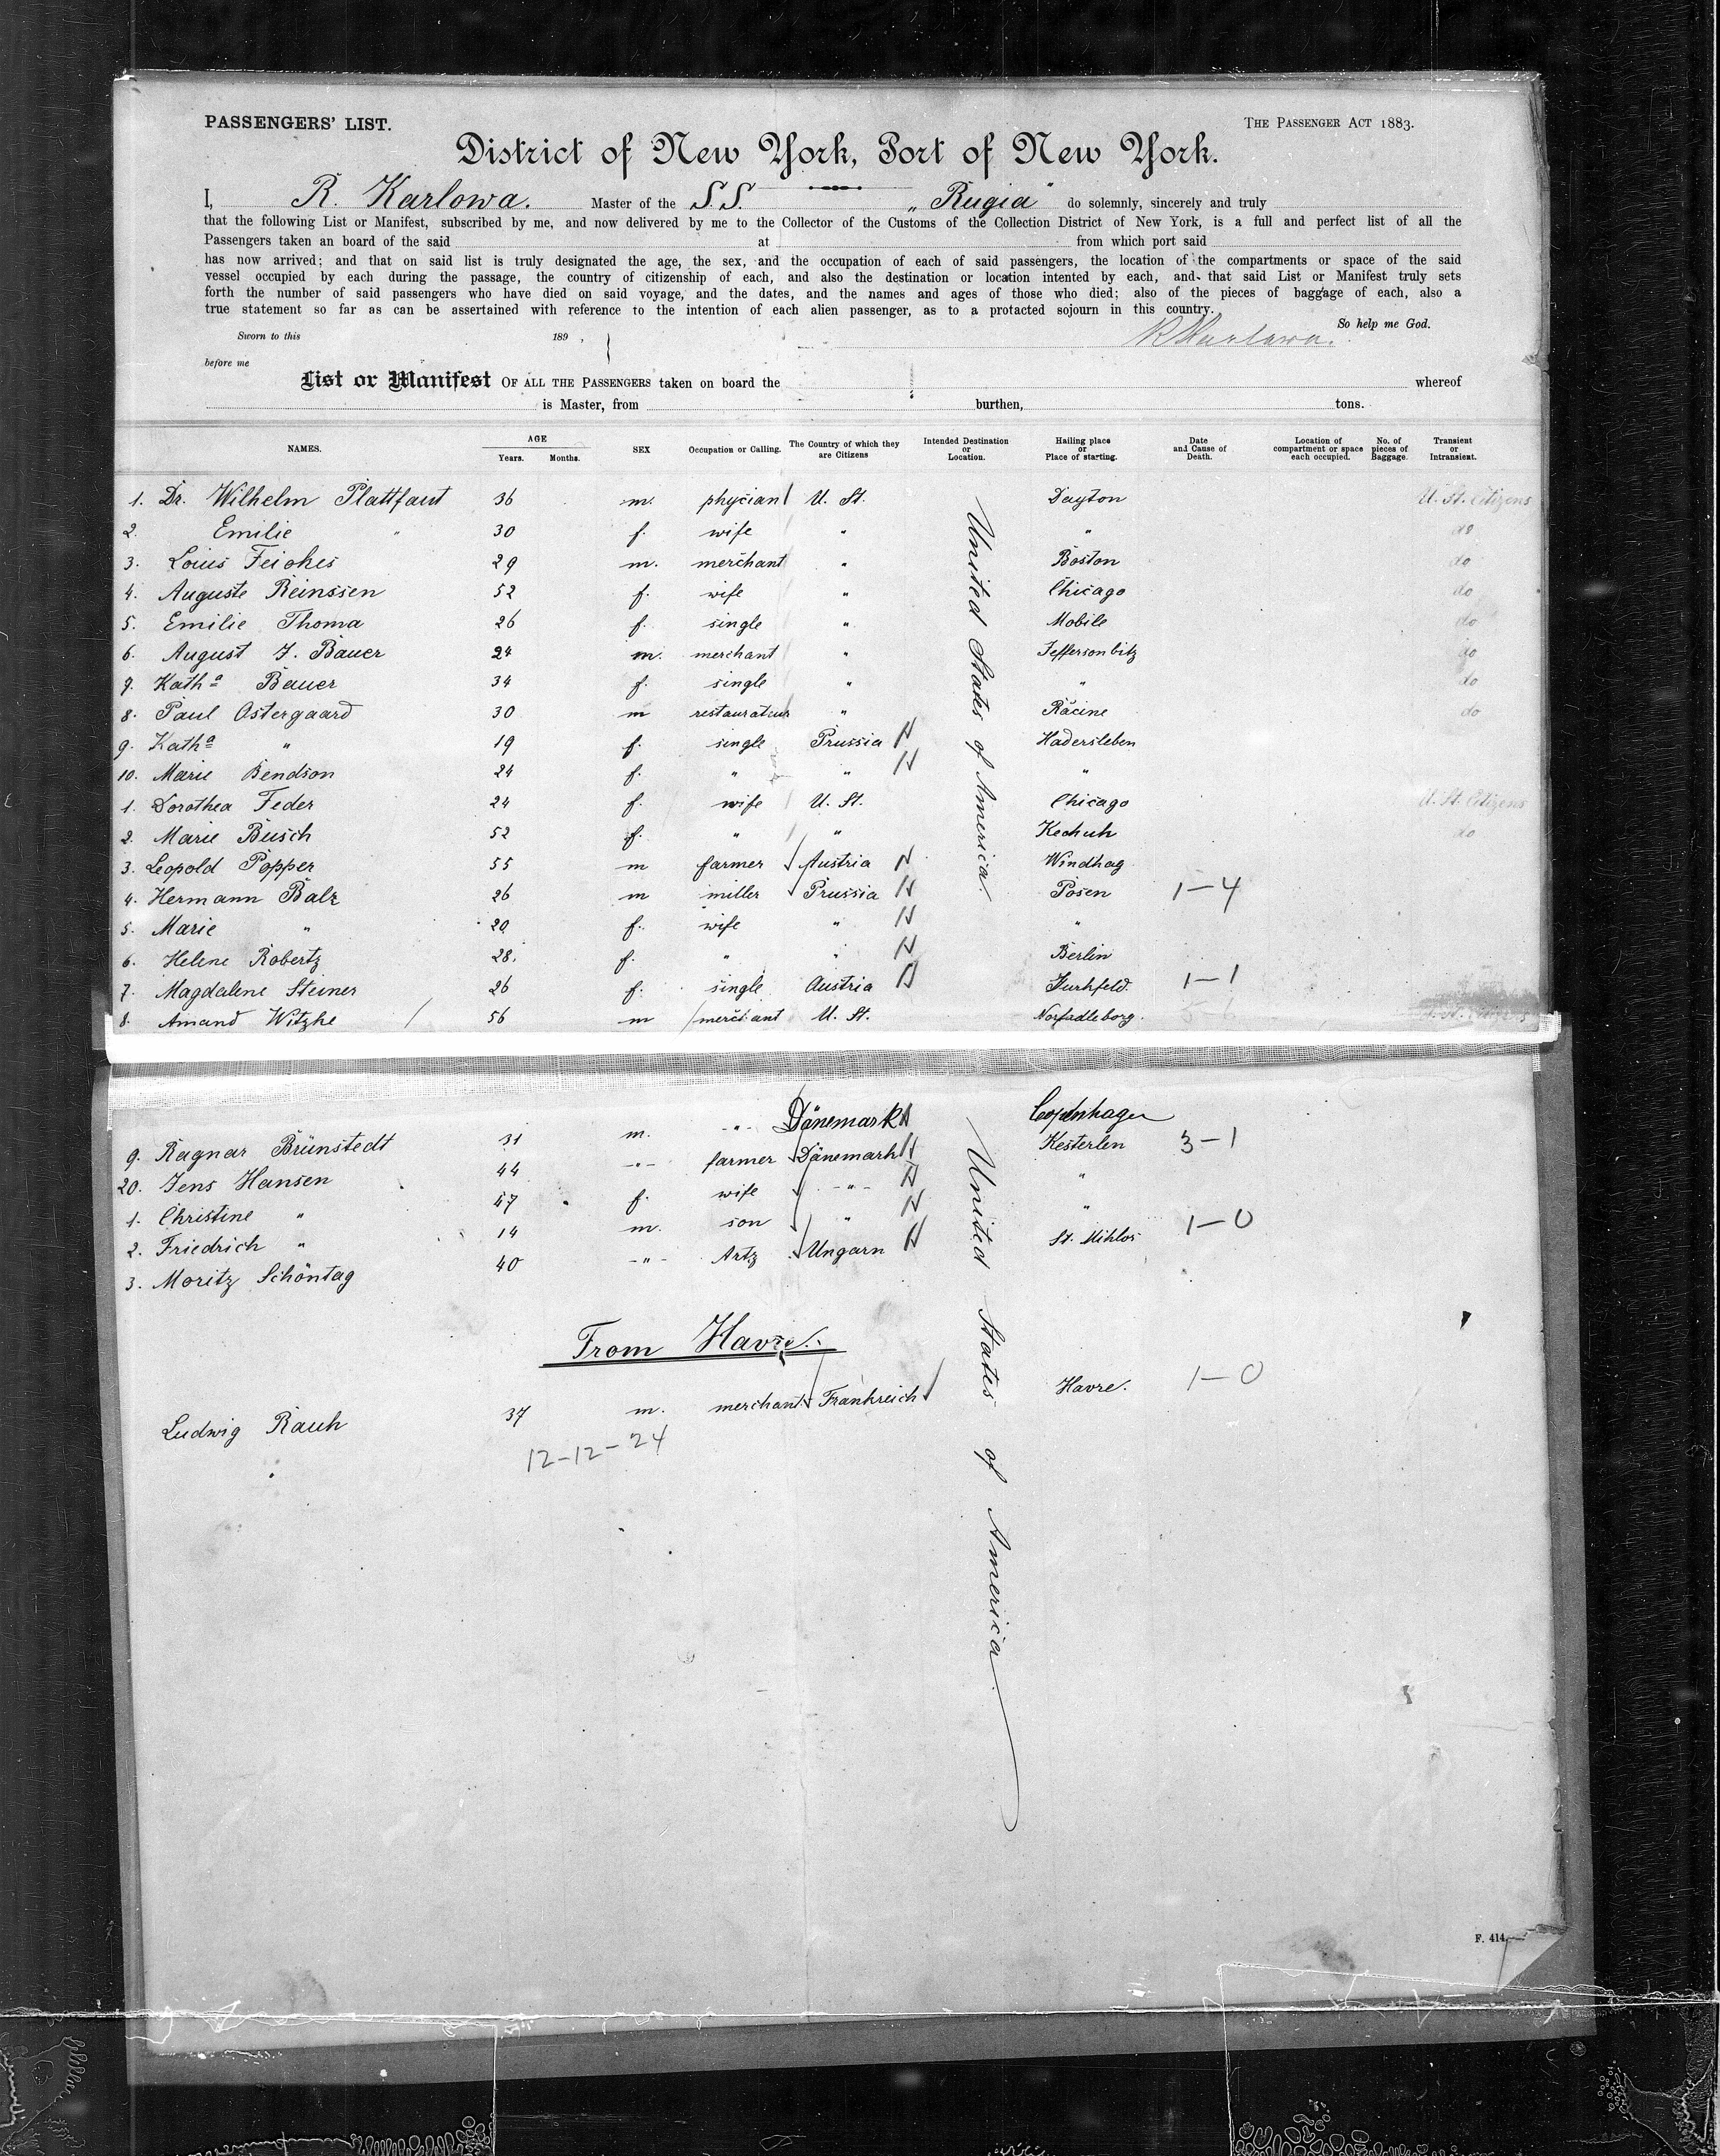 PASSENGERS' LIST.
THE PASSENGER ACT 1883.
District of New York, Port of New York.
I, R. Karlowa. Master of the S.S. „Rugia" do solemnly, sincerely and truly
that the following List or Manifest, subscribed by me, and now delivered by me to the Collector of the Customs of the Collection District of New York, is a full and perfect list of all the
Passengers taken an board of the said at from which port said
has now arrived; and that on said list is truly designated the age, the sex, and the occupation of each of said passengers, the location of the compartments or space of the said
vessel occupied by each during the passage, the country of citizenship of each, and also the destination or location intented by each, and that said List or Manifest truly sets
forth the number of said passengers who have died on said voyage, and the dates, and the names and ages of those who died; also of the pieces of baggage of each, also a
true statement so far as can be ascertained with reference to the intention of each alien passenger, as to a protacted sojourn in this country.
So help me God.
Sworn to this 189 , R Karlowa.
before me
List or Manifest OF ALL THE PASSENGERS taken on board the whereof
is Master, from burthen, tons.
NAMES. AGE Years. Months. SEX Occupation or Calling. The Country of which they are Citizens Intended Destination or Location. Hailing place or Place of starting. Date and Cause of Death. Location of compartment or space each occupied. No. of pieces of Baggage. Transient or Intransient.
1. Dr. Wilhelm Plattfaut 36 m. phycian U. St. Dayton U. St. Citizens
2. Emilie " 30 f. wife " " do
3. Louis Feiokes 29 m. merchant " Boston do
4. Auguste Reinssen 52 f. wife " Chicago do
5. Emilie Thoma 26 f. single " Mobile do
6. August J. Bauer 24 m. merchant " Jeffersonbitz do
7. Katha Bauer 34 f. single " " do
8. Paul Ostergaard 30 m restaurateur " Racine do
9. Katha " 19 f. single Prussia N Hadersleben
10. Marie Bendson 24 f. " " N "
1. Dorothea Feder 24 f. wife U. St. Chicago U. St. Citizens
2. Marie Busch 52 f. " " Kechuh do
3. Leopold Popper 55 m farmer Austria N Windhag
4. Hermann Balz 26 m miller Prussia N Posen 1-4
5. Marie " 20 f. wife " N "
6. Helene Robertz 28. f. " " N Berlin
7. Magdalene Steiner 26 f. single Austria N 1-1
8. Amand Witzhe 56 m merchant U. St. Norfadleborg.
United States of America.
9. Ragnar Brünstedt 31 m. -"- Dänemark N Copenhagen
20. Jens Hansen 44 -"- farmer Dänemark N Kesterlen 3-1
1. Christine " 47 f. wife -"- N "
2. Friedrich " 14 m. son " N "
3. Moritz Schöntag 40 -"- Artz Ungarn N St. Mihlos 1-0
From Havre.
Ludwig Rauh 37 m. merchant Frankreich Havre. 1-0
12-12-24
United States of America.
F. 414